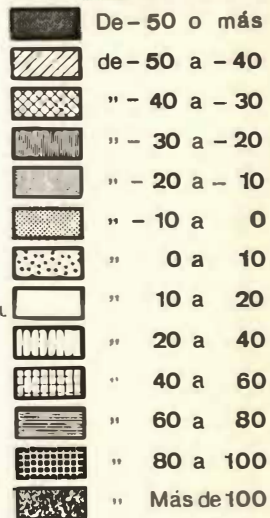 De - 50 o más
de - 50 a - 40
" - 40 a - 30
" - 30 a - 20
" - 20 a - 10
" - 10 a 0
" 0 a 10
" 10 a 20
" 20 a 40
" 40 a 60
" 60 a 80
" 80 a 100
" Más de 100